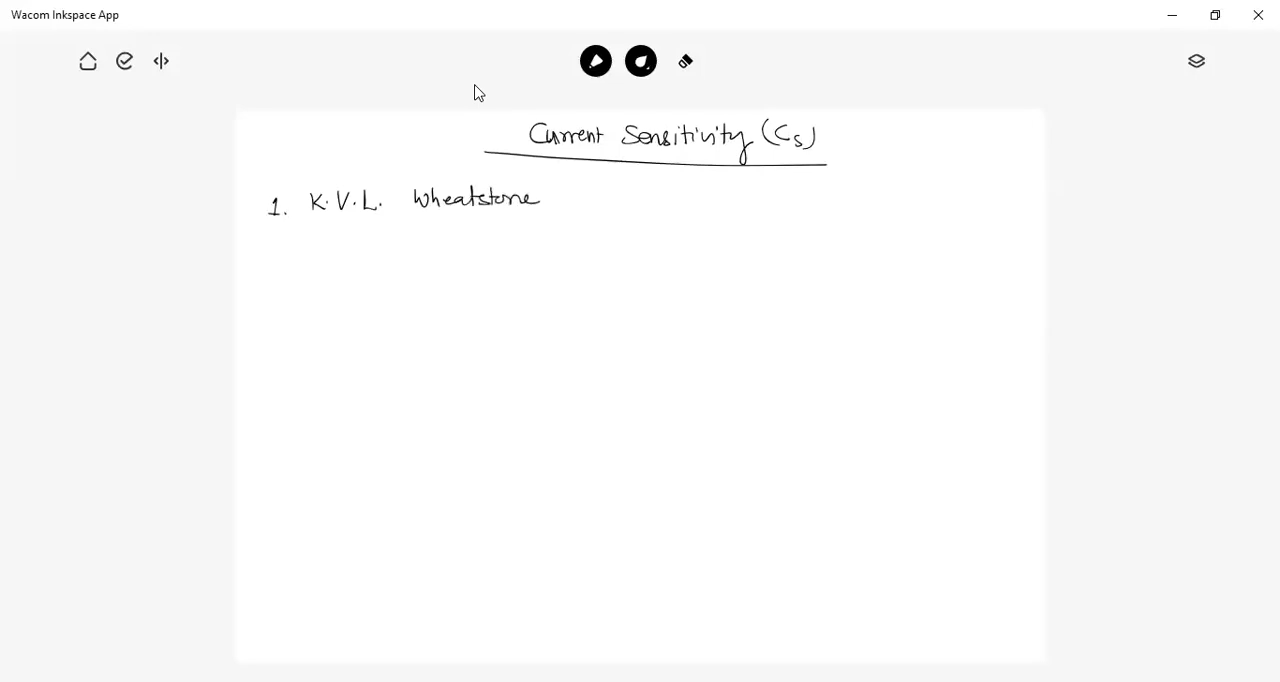 Wacom Inkspace App
Current Sensitivity (Cs)
1. K.V.L. Wheatstone